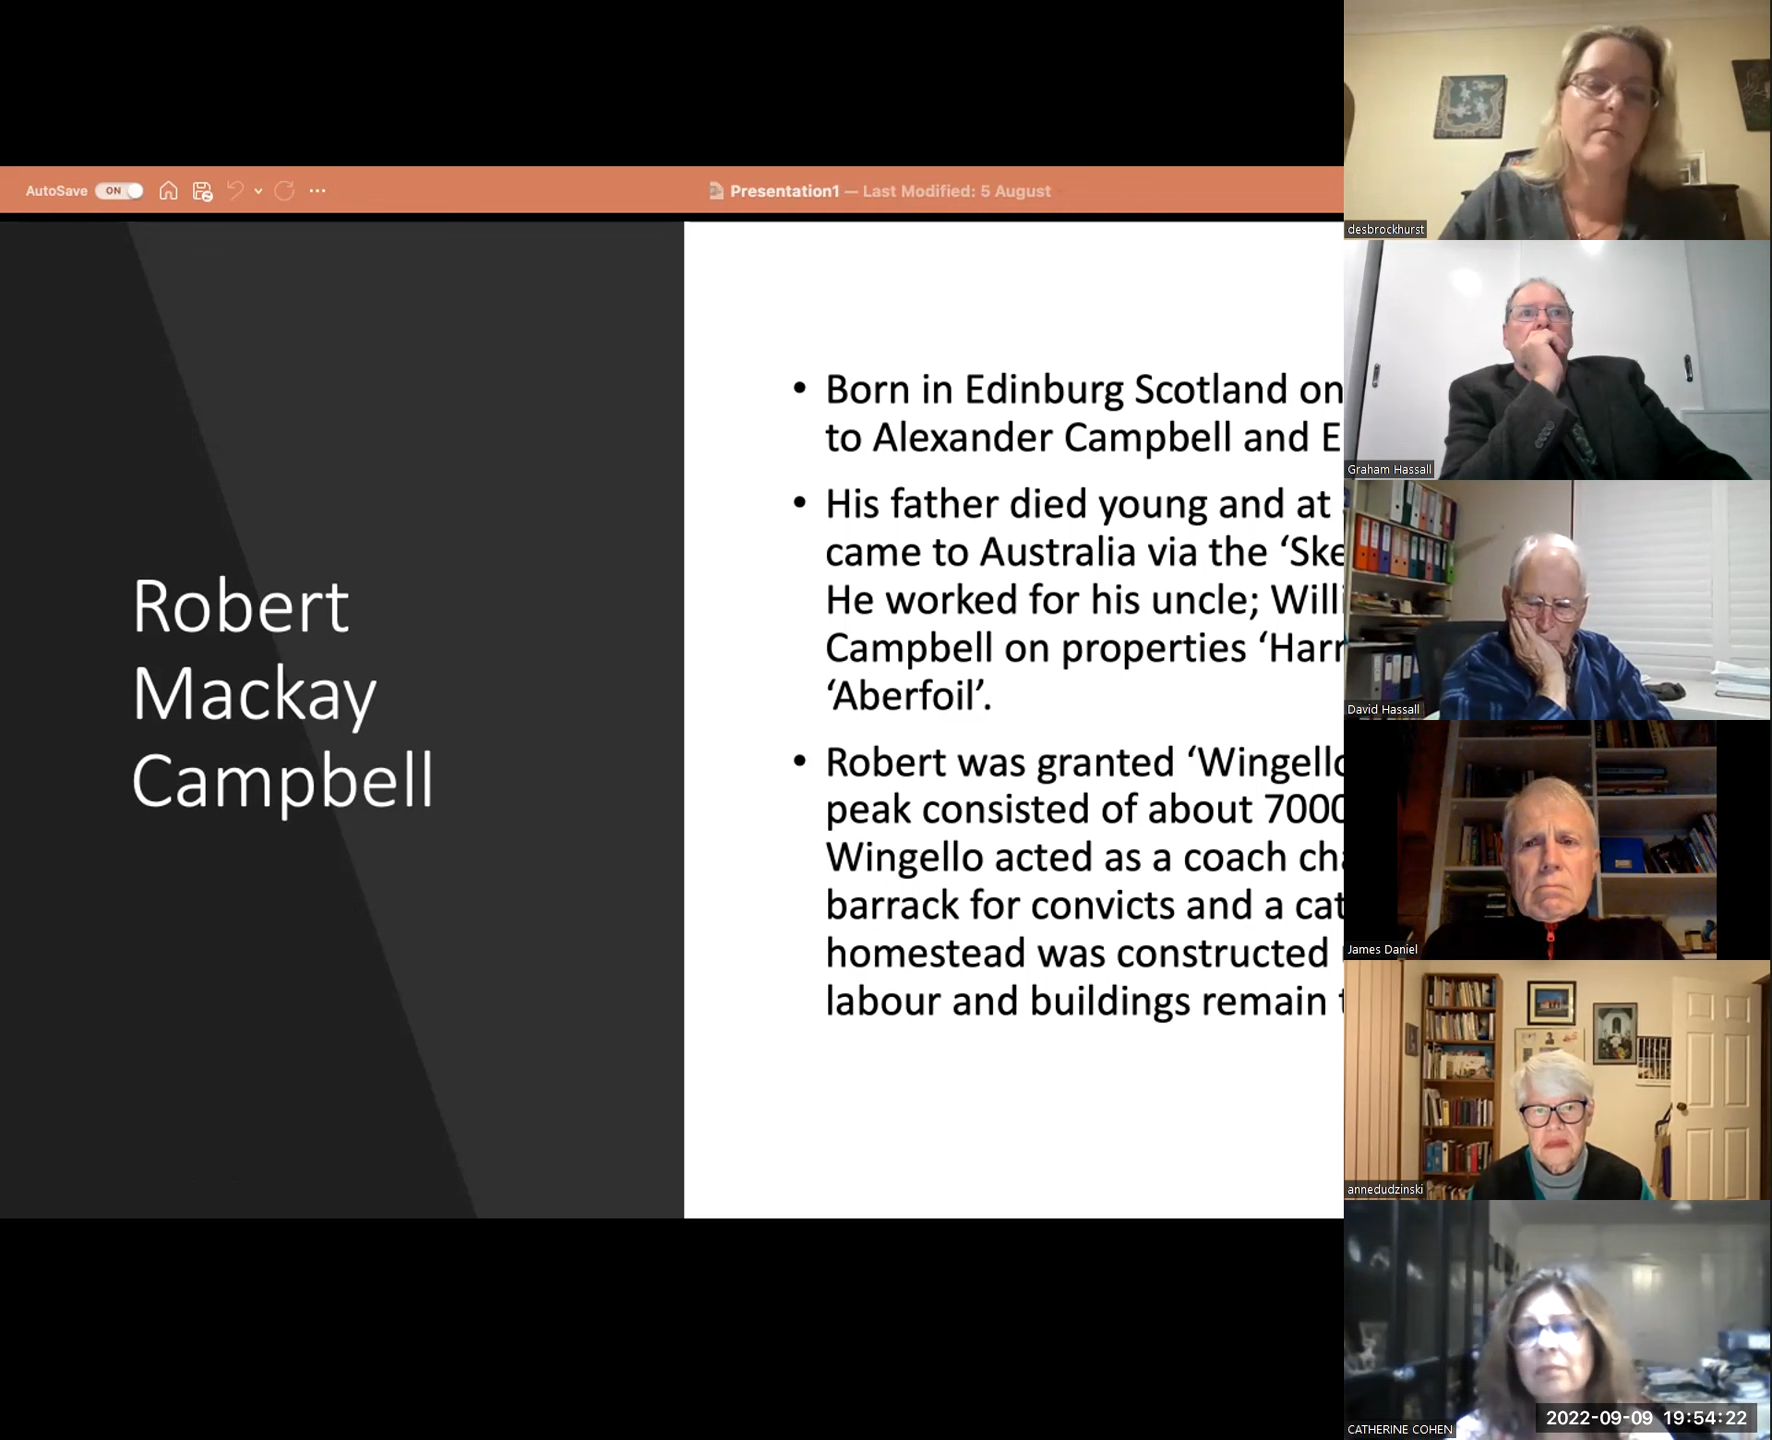 AutoSave ON
Presentation1 — Last Modified: 5 August
Robert
Mackay
Campbell
• Born in Edinburg Scotland on
to Alexander Campbell and E
• His father died young and at
came to Australia via the ‘Ske
He worked for his uncle; Willi
Campbell on properties ‘Harr
‘Aberfoil’.
• Robert was granted ‘Wingello
peak consisted of about 7000
Wingello acted as a coach cha
barrack for convicts and a cat
homestead was constructed
labour and buildings remain t
desbrockhurst
Graham Hassall
David Hassall
James Daniel
annedudzinski
CATHERINE COHEN
2022-09-09 19:54:22